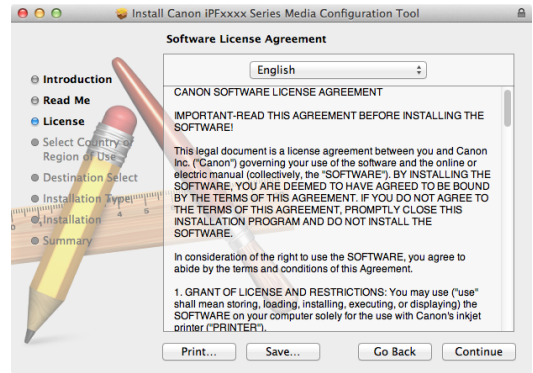 Install Canon iPFxxxx Series Media Configuration Tool
Software License Agreement
Introduction
Read Me
License
Select Country or
Region of Use
Destination Select
Installation Type
Installation
Summary
English
CANON SOFTWARE LICENSE AGREEMENT
IMPORTANT-READ THIS AGREEMENT BEFORE INSTALLING THE
SOFTWARE!
This legal document is a license agreement between you and Canon
Inc. ("Canon") governing your use of the software and the online or
electric manual (collectively, the "SOFTWARE"). BY INSTALLING THE
SOFTWARE, YOU ARE DEEMED TO HAVE AGREED TO BE BOUND
BY THE TERMS OF THIS AGREEMENT. IF YOU DO NOT AGREE TO
THE TERMS OF THIS AGREEMENT, PROMPTLY CLOSE THIS
INSTALLATION PROGRAM AND DO NOT INSTALL THE
SOFTWARE.
In consideration of the right to use the SOFTWARE, you agree to
abide by the terms and conditions of this Agreement.
1. GRANT OF LICENSE AND RESTRICTIONS: You may use ("use"
shall mean storing, loading, installing, executing, or displaying) the
SOFTWARE on your computer solely for the use with Canon's inkjet
printer ("PRINTER").
Print... Save... Go Back Continue